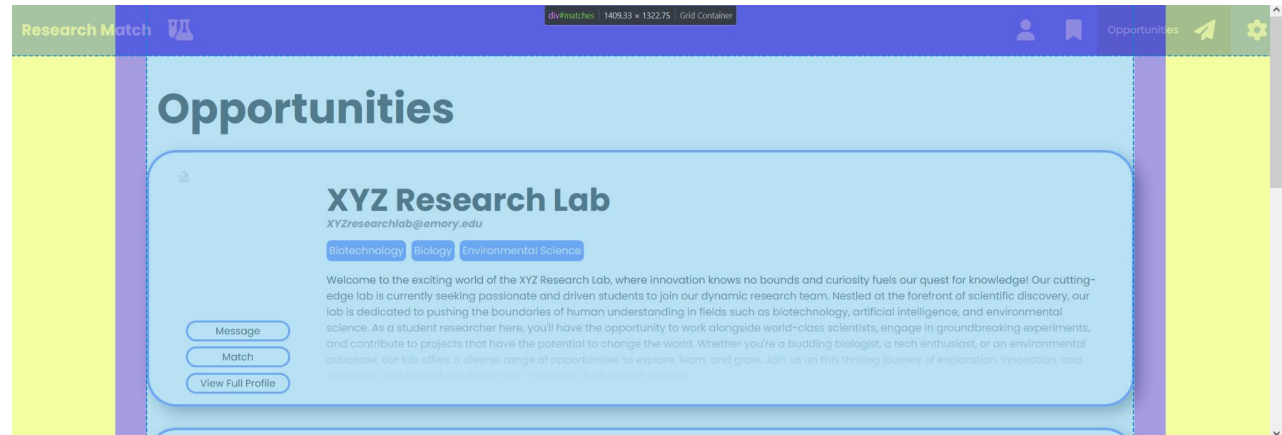 div#matches | 1409.33 × 1322.75 | Grid Container
Research Match
Opportunities
Opportunities
XYZ Research Lab
XYZresearchlab@emory.edu
Biotechnology Biology Environmental Science
Welcome to the exciting world of the XYZ Research Lab, where innovation knows no bounds and curiosity fuels our quest for knowledge! Our cutting-
edge lab is currently seeking passionate and driven students to join our dynamic research team. Nestled at the forefront of scientific discovery, our
lab is dedicated to pushing the boundaries of human understanding in fields such as biotechnology, artificial intelligence, and environmental
science. As a student researcher here, you'll have the opportunity to work alongside world-class scientists, engage in groundbreaking experiments,
and contribute to projects that have the potential to change the world. Whether you're a budding biologist, a tech enthusiast, or an environmental
advocate, our lab offers a diverse range of opportunities to explore, learn, and grow. Join us on this thrilling journey of exploration, innovation, and
Message
Match
View Full Profile